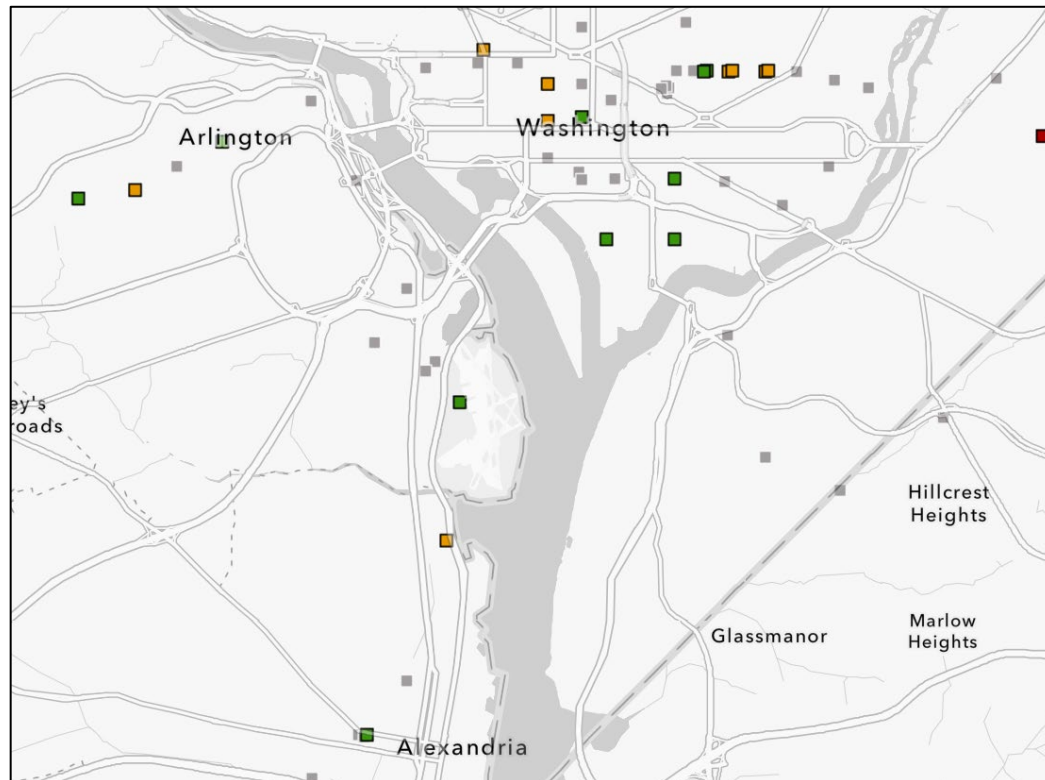 Washington
Arlington
ey's
roads
Hillcrest
Heights
Glassmanor
Marlow
Heights
Alexandria